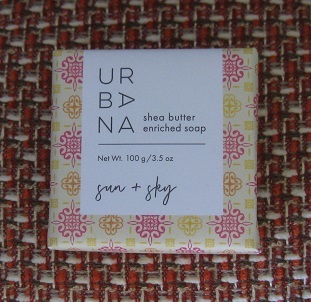 UR
BA
NA
shea butter
enriched soap
Net Wt. 100 g/3.5 oz
sun + sky